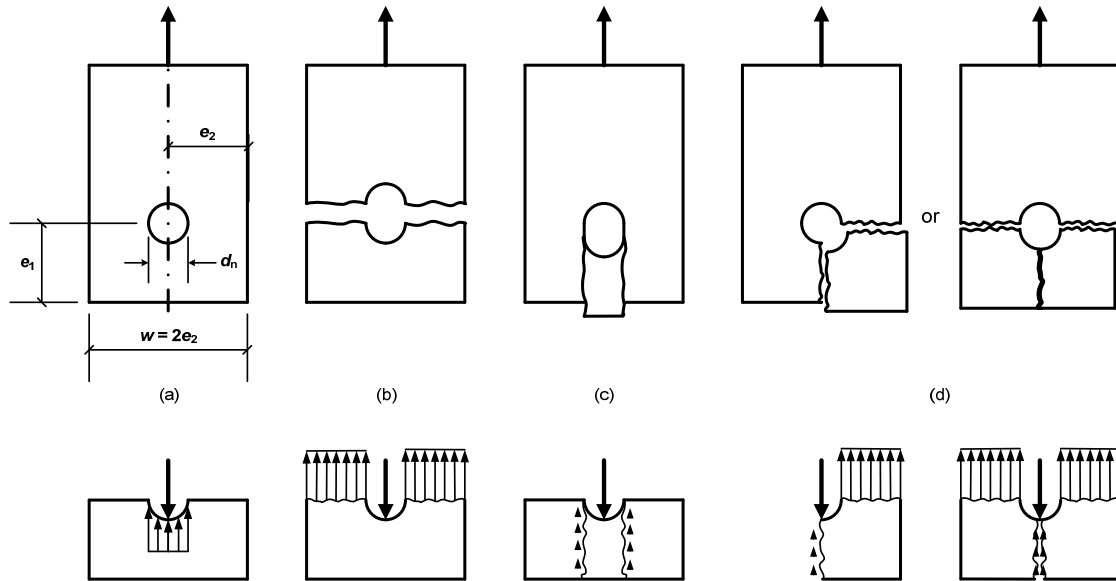 e₂
e₁
dₙ
w = 2e₂
or
(a)
(b)
(c)
(d)